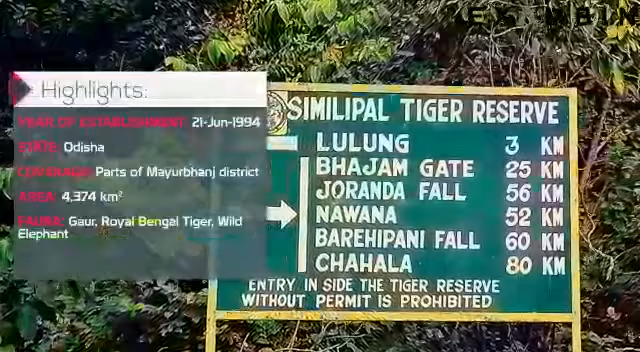 Highlights:
YEAR OF ESTABLISHMENT: 21-Jun-1994
STATE: Odisha
COVERAGE: Parts of Mayurbhanj district
AREA: 4,374 km²
FAUNA: Gaur, Royal Bengal Tiger, Wild
Elephant
SIMILIPAL TIGER RESERVE
LULUNG 3 KM
BHAJAM GATE 25 KM
JORANDA FALL 56 KM
NAWANA 52 KM
BAREHIPANI FALL 60 KM
CHAHALA 80 KM
ENTRY IN SIDE THE TIGER RESERVE
WITHOUT PERMIT IS PROHIBITED